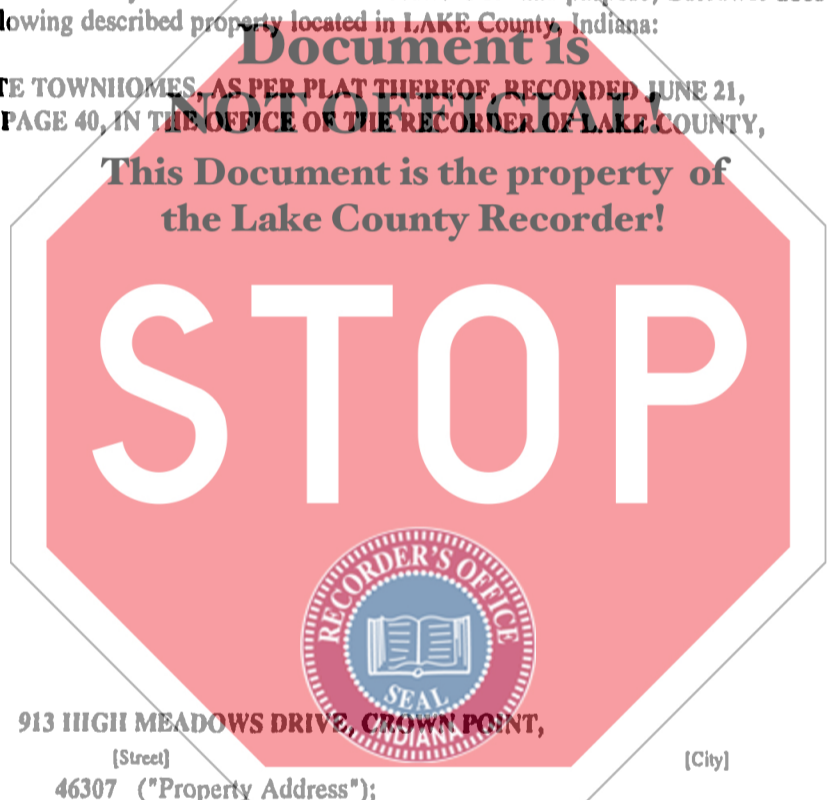 lowing described property located in LAKE County, Indiana:
Document is
TE TOWNHOMES, AS PER PLAT THEREOF, RECORDED JUNE 21,
NOT OFFICIAL!
PAGE 40, IN THE OFFICE OF THE RECORDER OF LAKE COUNTY,
This Document is the property of
the Lake County Recorder!
STOP
RECORDER'S OFFICE
SEAL
INDIANA
913 HIGH MEADOWS DRIVE, CROWN POINT,
[Street] [City]
46307 ("Property Address");